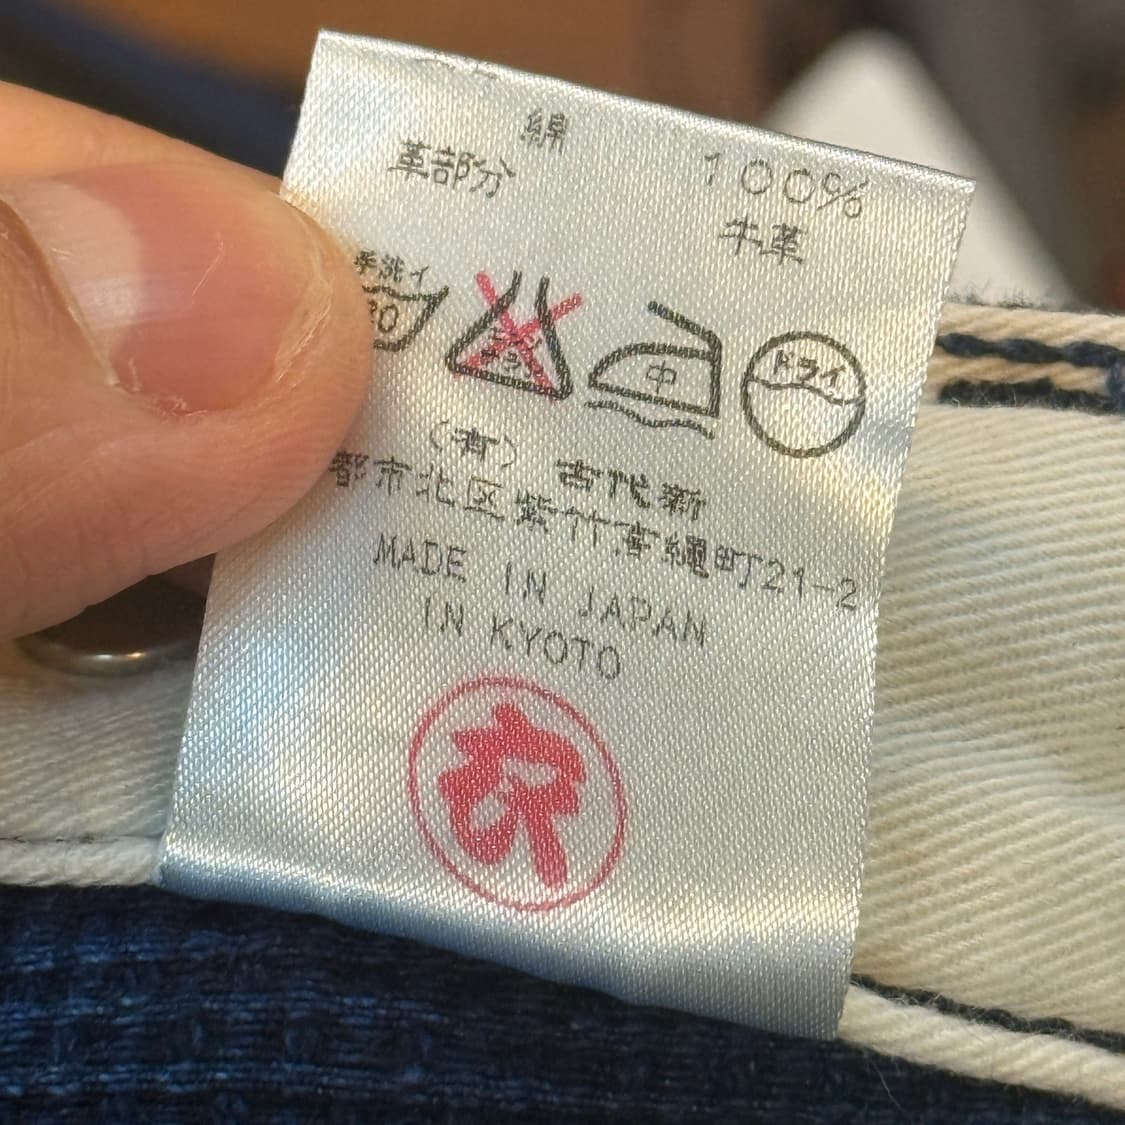 綿 100%
革部分 牛革
手洗イ
30
中
ドライ
(有) 古代新
都市北区紫竹高縄町21-2
MADE IN JAPAN
IN KYOTO